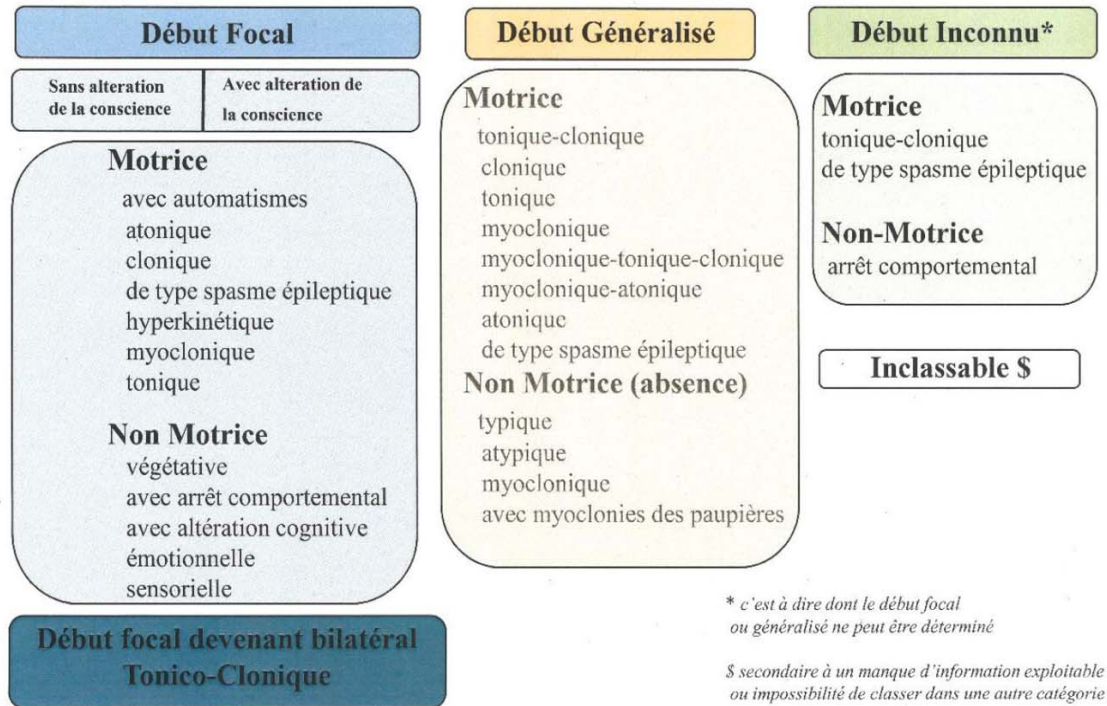 Début Focal
Sans alteration
de la conscience
Avec alteration de
la conscience
Motrice
avec automatismes
atonique
clonique
de type spasme épileptique
hyperkinétique
myoclonique
tonique
Non Motrice
végétative
avec arrêt comportemental
avec altération cognitive
émotionnelle
sensorielle
Début focal devenant bilatéral
Tonico-Clonique
Début Généralisé
Motrice
tonique-clonique
clonique
tonique
myoclonique
myoclonique-tonique-clonique
myoclonique-atonique
atonique
de type spasme épileptique
Non Motrice (absence)
typique
atypique
myoclonique
avec myoclonies des paupières
Début Inconnu*
Motrice
tonique-clonique
de type spasme épileptique
Non-Motrice
arrêt comportemental
Inclassable $
* c'est à dire dont le début focal
ou généralisé ne peut être déterminé
$ secondaire à un manque d'information exploitable
ou impossibilité de classer dans une autre catégorie